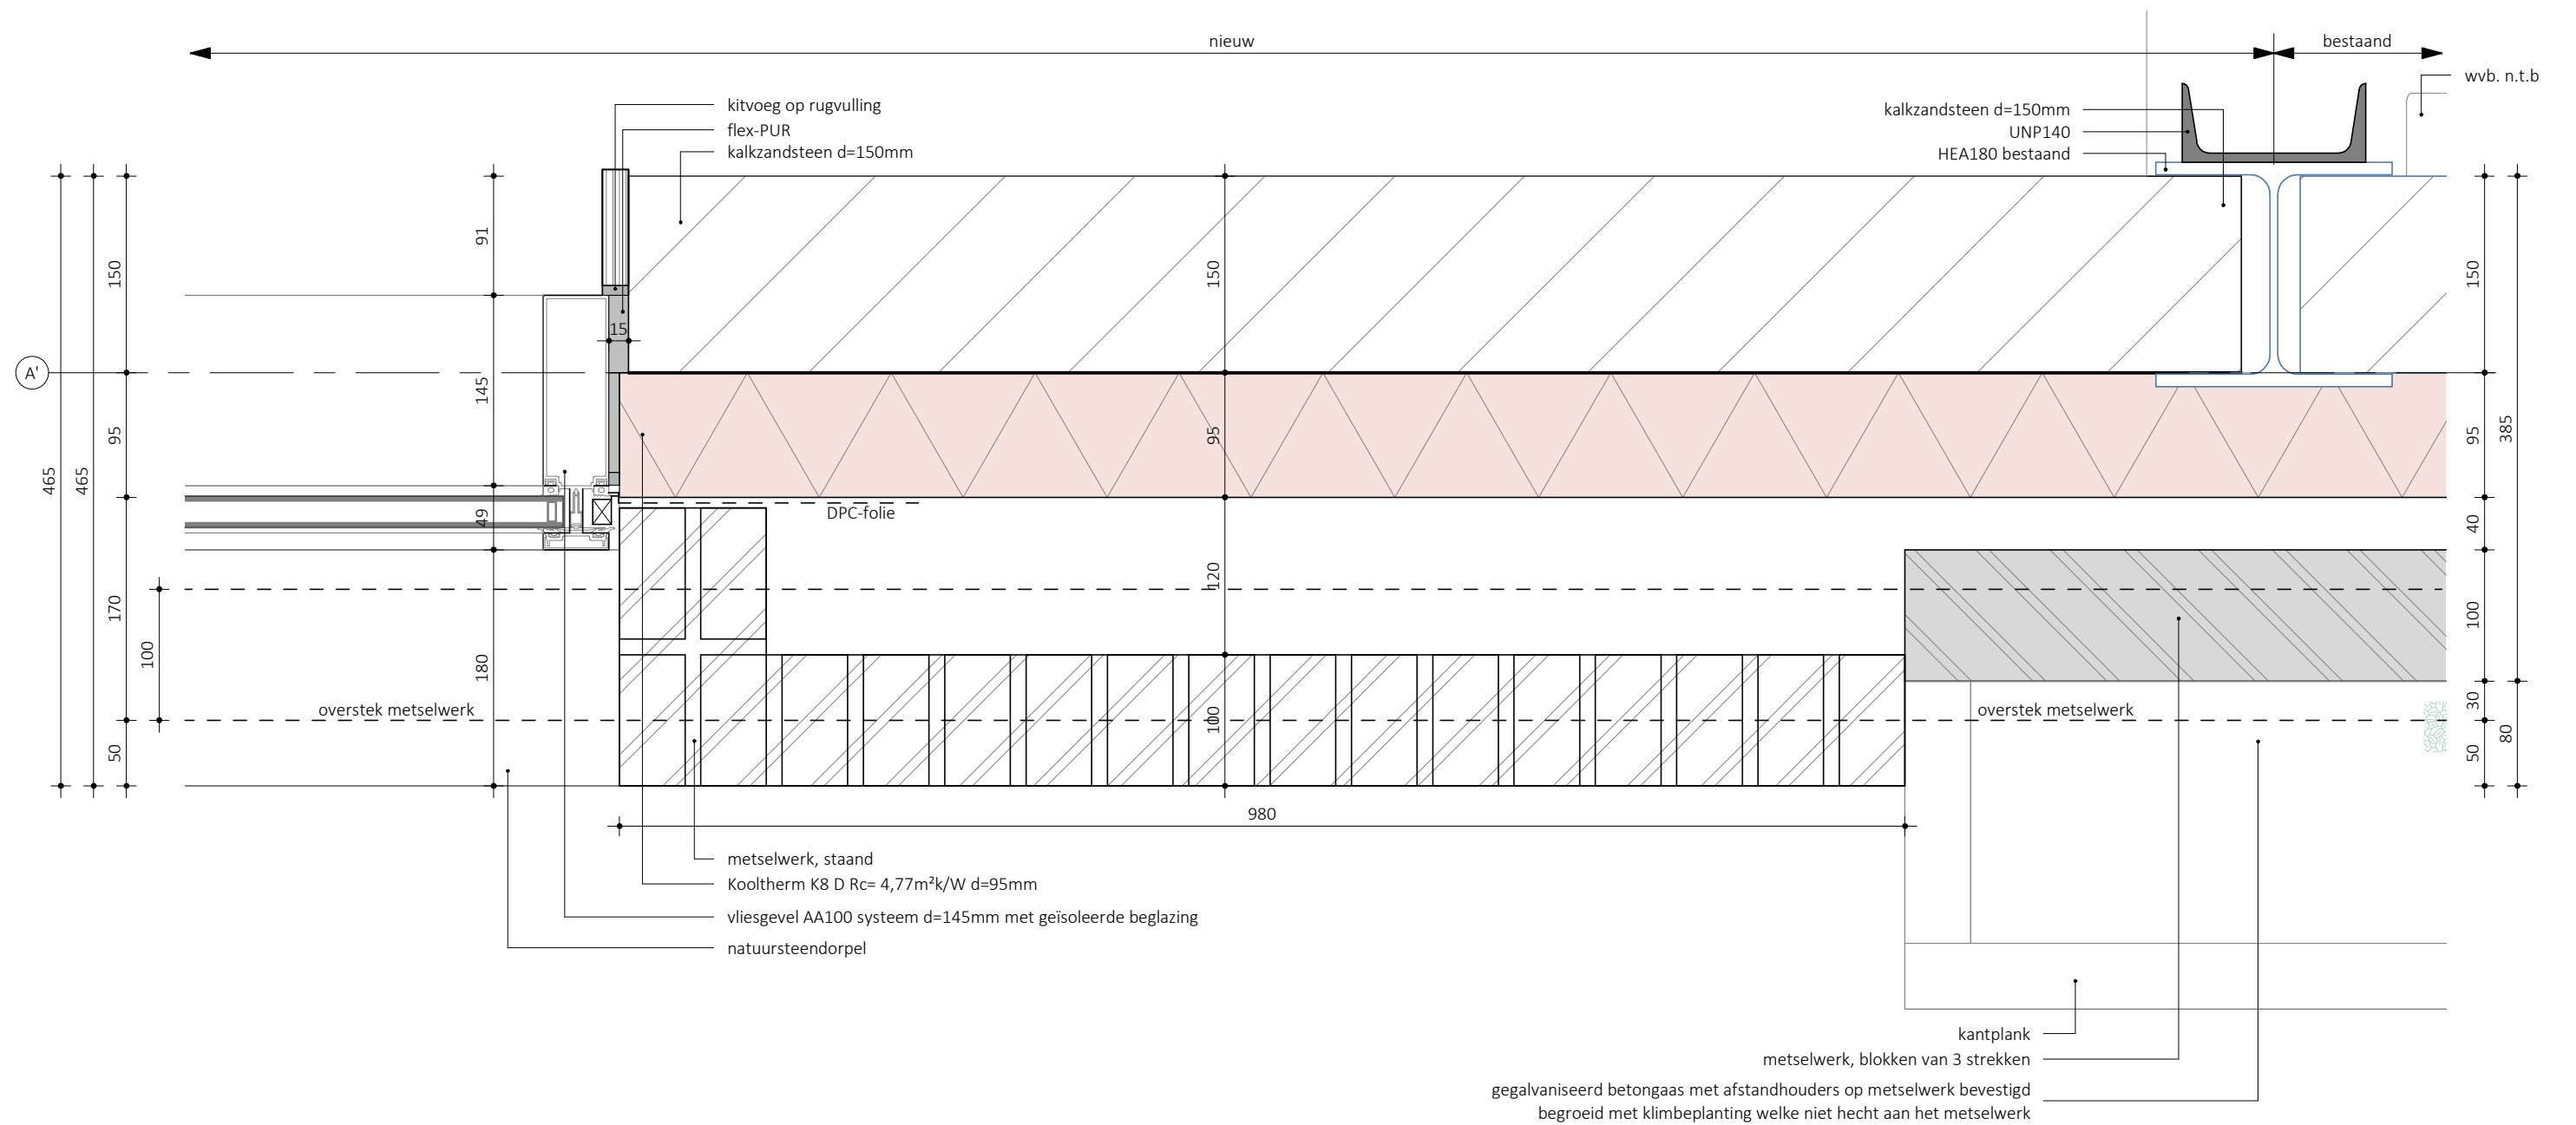 nieuw
bestaand
wvb. n.t.b
kitvoeg op rugvulling
flex-PUR
kalkzandsteen d=150mm
kalkzandsteen d=150mm
UNP140
HEA180 bestaand
91
150
150
150
15
A'
145
95
95
95
385
465
465
49
DPC-folie
40
120
170
100
180
100
overstek metselwerk
100
overstek metselwerk
30
50
50
80
980
metselwerk, staand
Kooltherm K8 D Rc= 4,77m²k/W d=95mm
vliesgevel AA100 systeem d=145mm met geïsoleerde beglazing
natuursteendorpel
kantplank
metselwerk, blokken van 3 strekken
gegalvaniseerd betongaas met afstandhouders op metselwerk bevestigd
begroeid met klimbeplanting welke niet hecht aan het metselwerk